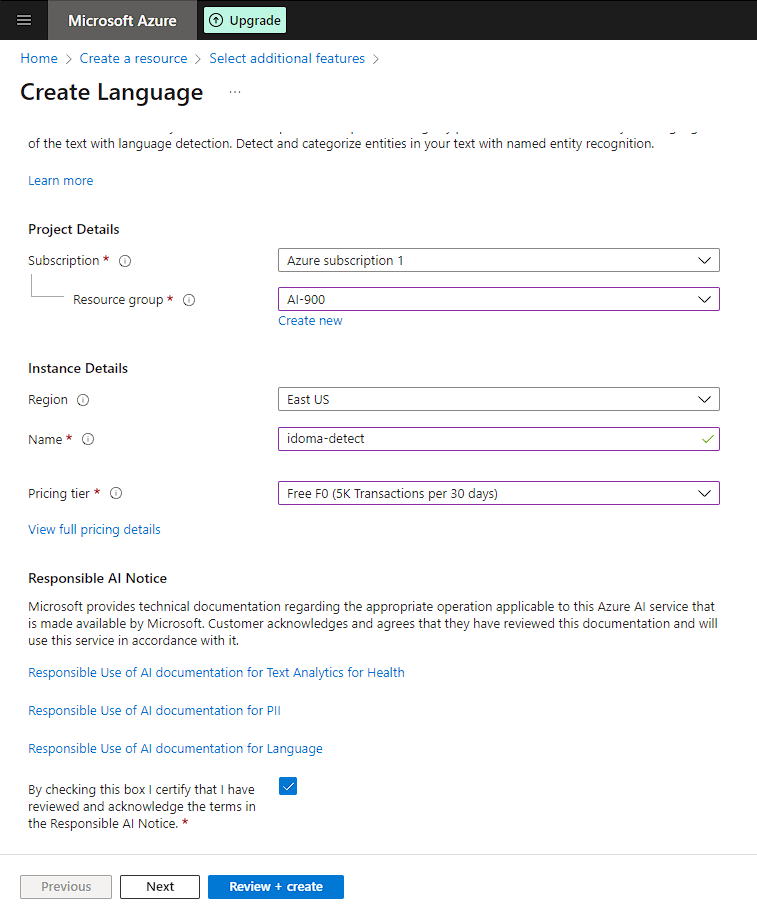 Microsoft Azure
Upgrade
Home > Create a resource > Select additional features >
Create Language ...
of the text with language detection. Detect and categorize entities in your text with named entity recognition.
Learn more
Project Details
Subscription *
Azure subscription 1
Resource group *
AI-900
Create new
Instance Details
Region
East US
Name *
idoma-detect
Pricing tier *
Free F0 (5K Transactions per 30 days)
View full pricing details
Responsible AI Notice
Microsoft provides technical documentation regarding the appropriate operation applicable to this Azure AI service that
is made available by Microsoft. Customer acknowledges and agrees that they have reviewed this documentation and will
use this service in accordance with it.
Responsible Use of AI documentation for Text Analytics for Health
Responsible Use of AI documentation for PII
Responsible Use of AI documentation for Language
By checking this box I certify that I have
reviewed and acknowledge the terms in
the Responsible AI Notice. *
Previous
Next
Review + create